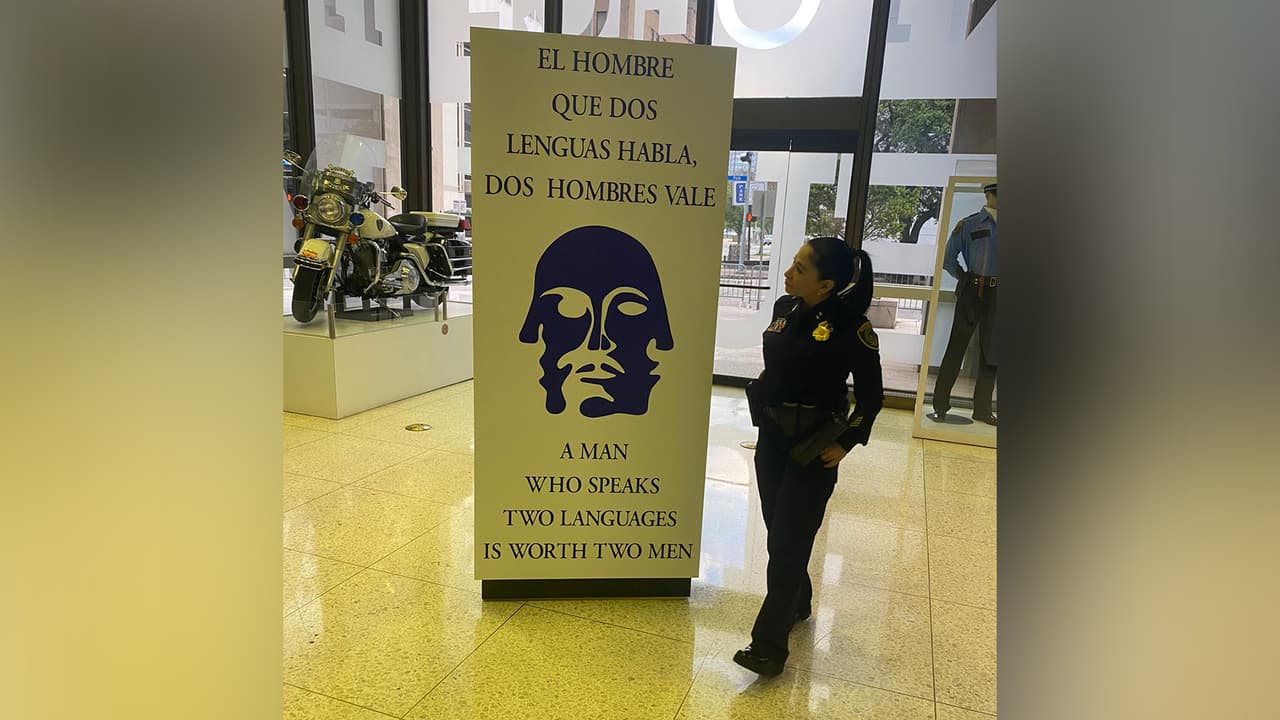 EL HOMBRE
QUE DOS
LENGUAS HABLA,
DOS HOMBRES VALE
A MAN
WHO SPEAKS
TWO LANGUAGES
IS WORTH TWO MEN